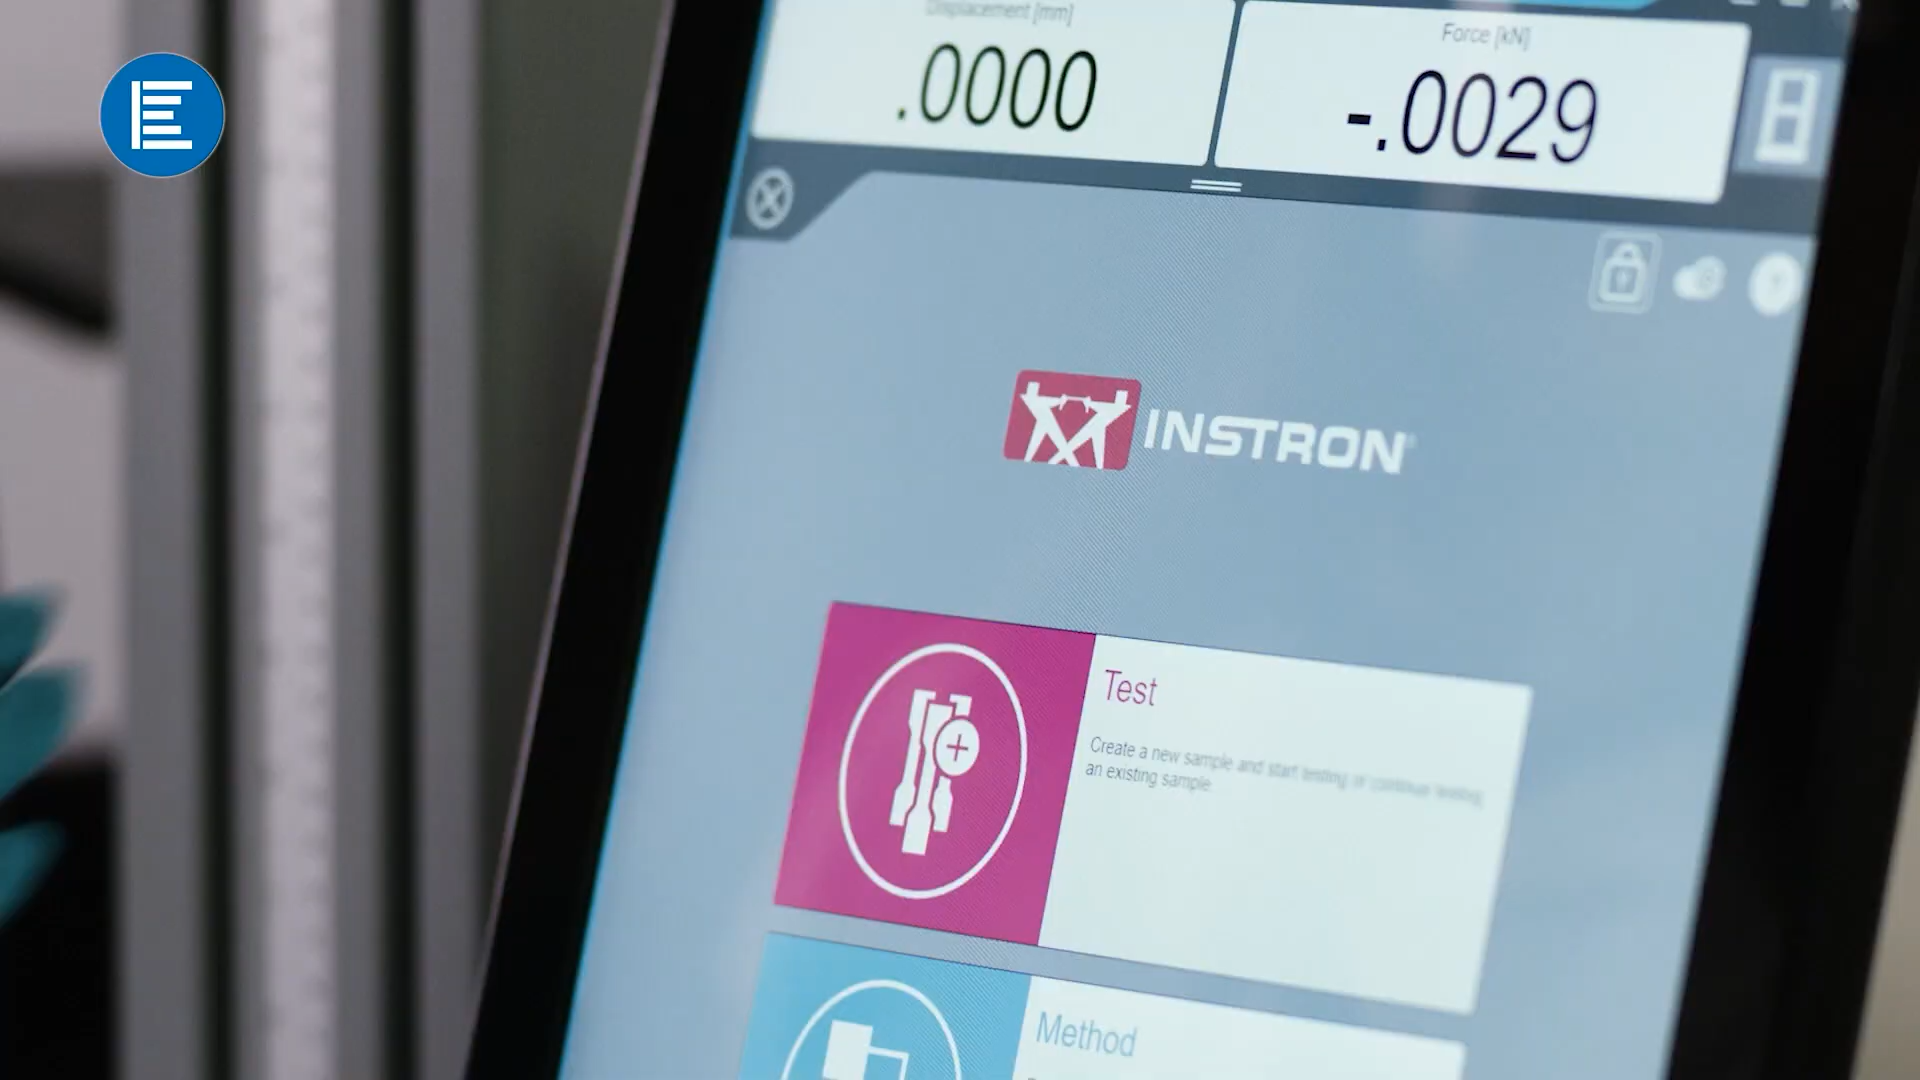 Displacement [mm]
.0000
Force [kN]
-.0029
INSTRON
Test
Create a new sample and start testing or continue testing
an existing sample.
Method